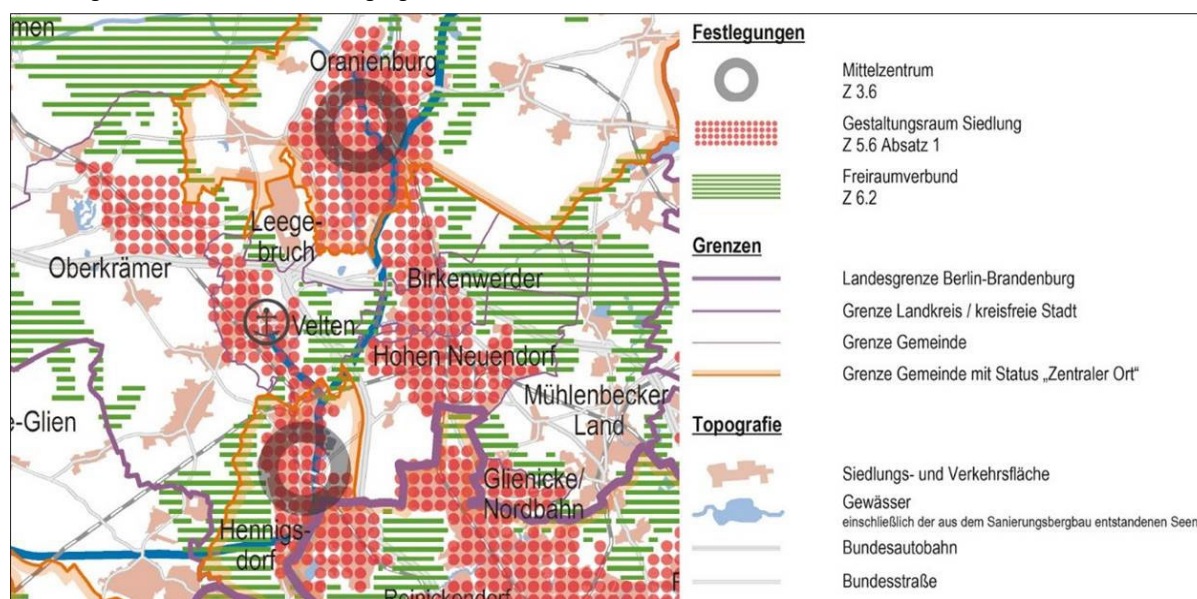 men
Oranienburg
Leege-
bruch
Oberkrämer
Birkenwerder
Velten
Hohen Neuendorf
Mühlenbecker
Land
e-Glien
Glienicke/
Nordbahn
Hennigs-
dorf
Festlegungen
Mittelzentrum
Z 3.6
Gestaltungsraum Siedlung
Z 5.6 Absatz 1
Freiraumverbund
Z 6.2
Grenzen
Landesgrenze Berlin-Brandenburg
Grenze Landkreis / kreisfreie Stadt
Grenze Gemeinde
Grenze Gemeinde mit Status „Zentraler Ort“
Topografie
Siedlungs- und Verkehrsfläche
Gewässer
einschließlich der aus dem Sanierungsbergbau entstandenen Seen
Bundesautobahn
Bundesstraße